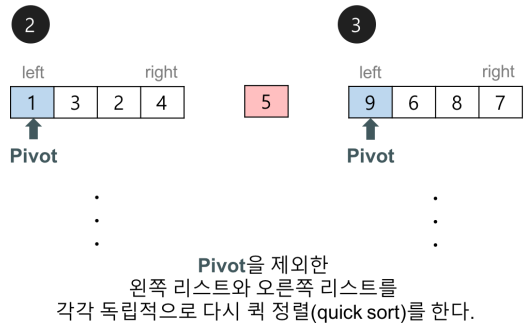 2
3
left right
left right
1 3 2 4
5
9 6 8 7
Pivot
Pivot
Pivot을 제외한
왼쪽 리스트와 오른쪽 리스트를
각각 독립적으로 다시 퀵 정렬(quick sort)를 한다.